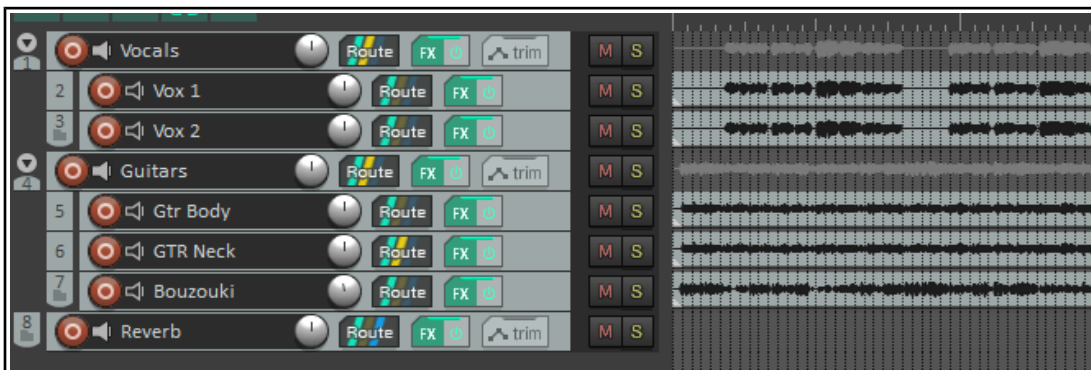 1 Vocals Route FX trim M S
2 Vox 1 Route FX M S
3 Vox 2 Route FX M S
4 Guitars Route FX trim M S
5 Gtr Body Route FX M S
6 GTR Neck Route FX M S
7 Bouzouki Route FX M S
8 Reverb Route FX trim M S